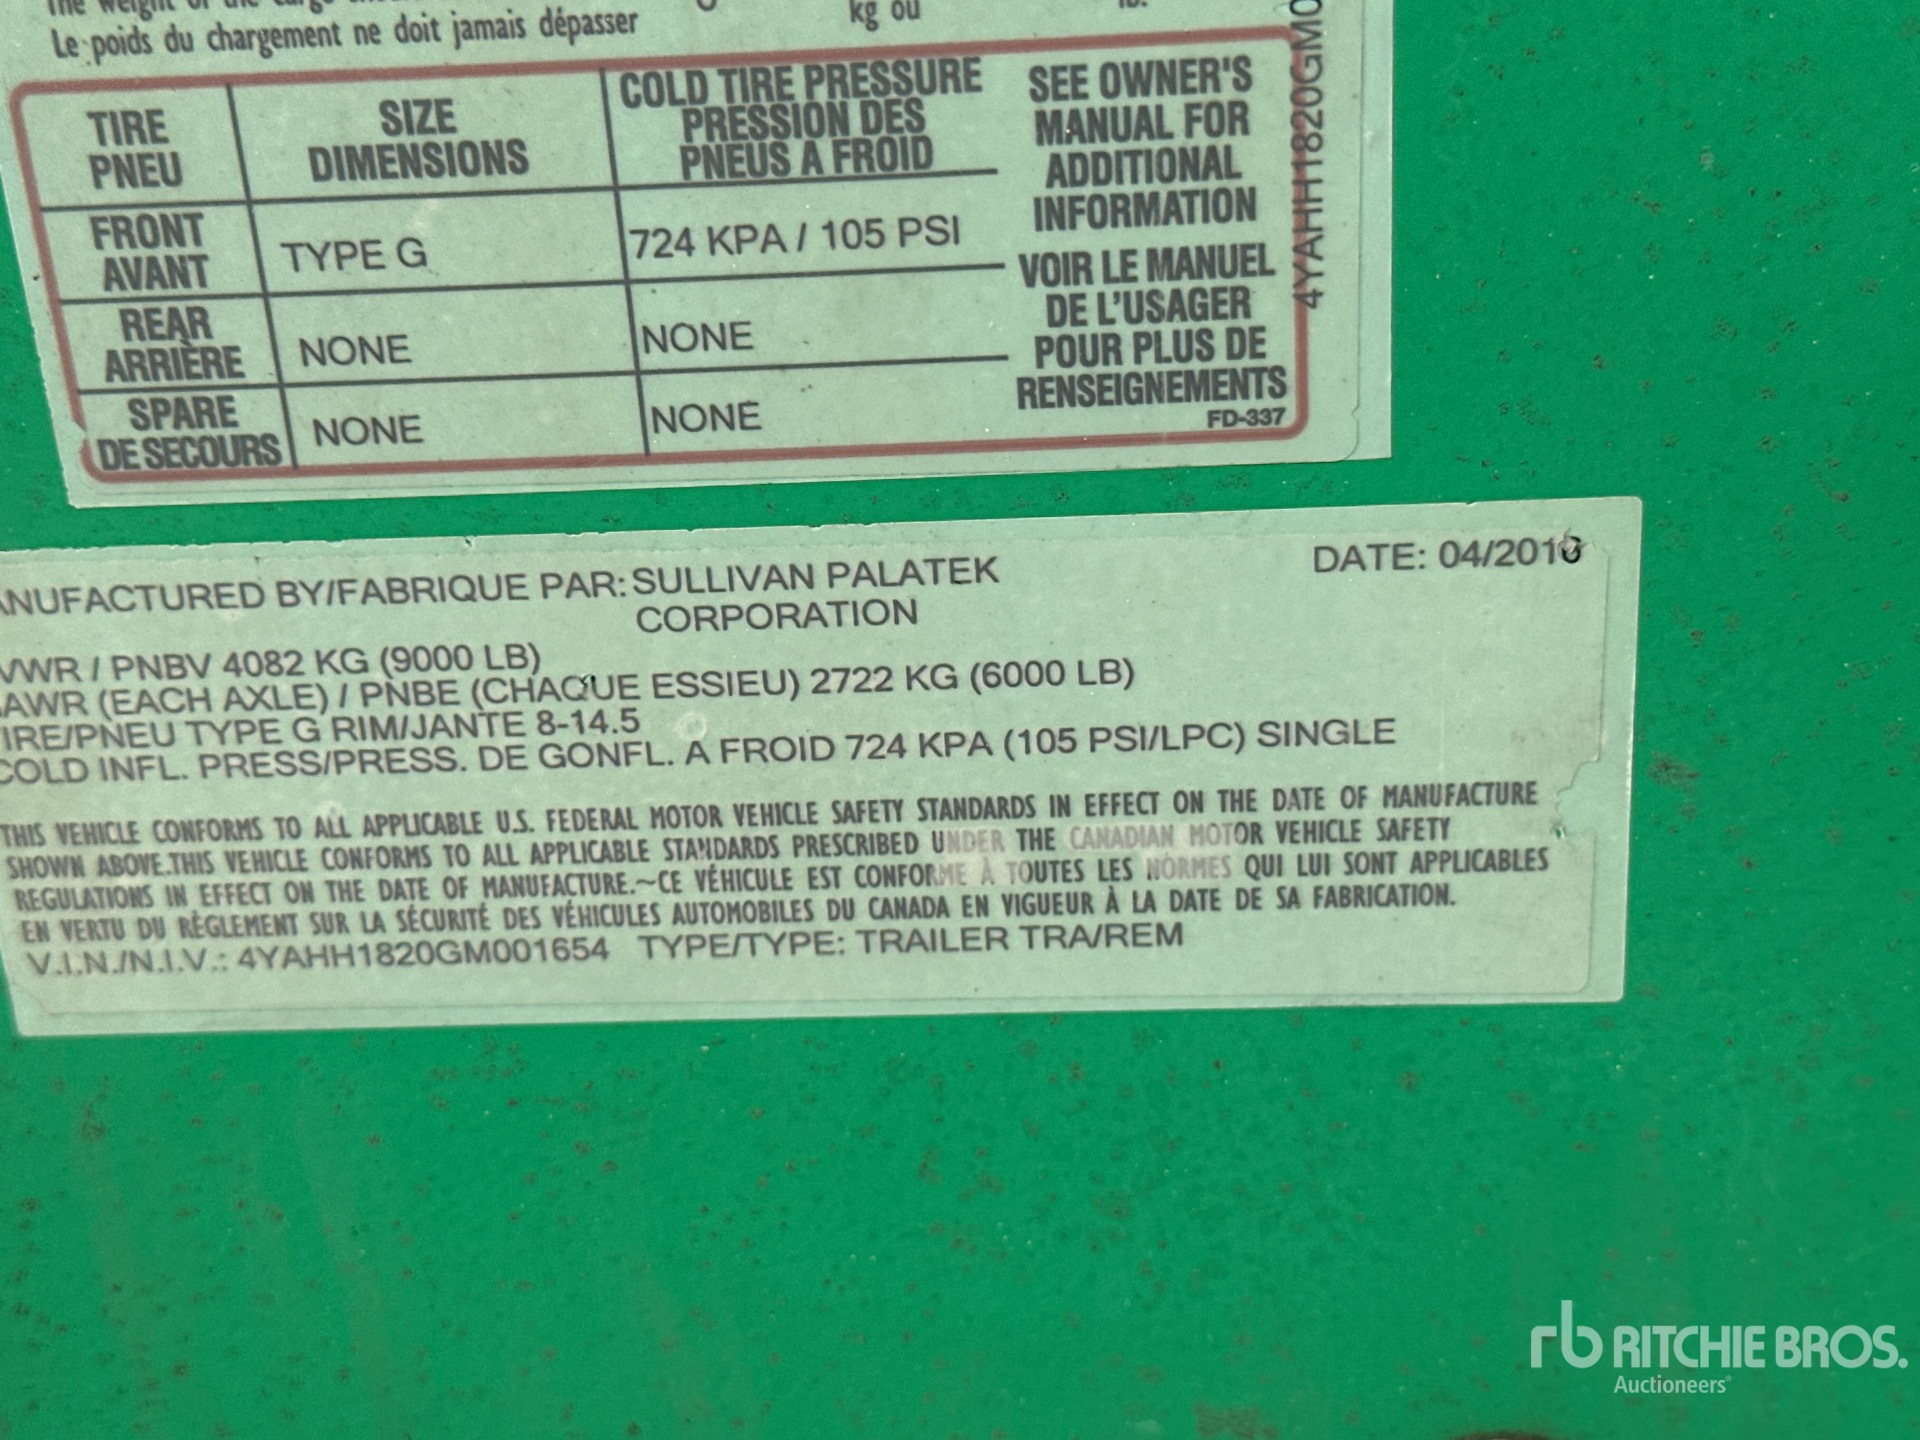 The weight of the cargo
kg ou
lb.
Le poids du chargement ne doit jamais dépasser
TIRE
PNEU
SIZE
DIMENSIONS
COLD TIRE PRESSURE
PRESSION DES
PNEUS A FROID
FRONT
AVANT
TYPE G
724 KPA / 105 PSI
REAR
ARRIÈRE
NONE
NONE
SPARE
DE SECOURS
NONE
NONE
SEE OWNER'S
MANUAL FOR
ADDITIONAL
INFORMATION
VOIR LE MANUEL
DE L'USAGER
POUR PLUS DE
RENSEIGNEMENTS
FD-337
4YAHH1820GM0
ANUFACTURED BY/FABRIQUE PAR: SULLIVAN PALATEK
CORPORATION
DATE: 04/2016
VWR / PNBV 4082 KG (9000 LB)
AWR (EACH AXLE) / PNBE (CHAQUE ESSIEU) 2722 KG (6000 LB)
IRE/PNEU TYPE G RIM/JANTE 8-14.5
COLD INFL. PRESS/PRESS. DE GONFL. A FROID 724 KPA (105 PSI/LPC) SINGLE
THIS VEHICLE CONFORMS TO ALL APPLICABLE U.S. FEDERAL MOTOR VEHICLE SAFETY STANDARDS IN EFFECT ON THE DATE OF MANUFACTURE
SHOWN ABOVE.THIS VEHICLE CONFORMS TO ALL APPLICABLE STANDARDS PRESCRIBED UNDER THE CANADIAN MOTOR VEHICLE SAFETY
REGULATIONS IN EFFECT ON THE DATE OF MANUFACTURE.~CE VÉHICULE EST CONFORME À TOUTES LES NORMES QUI LUI SONT APPLICABLES
EN VERTU DU RÈGLEMENT SUR LA SÉCURITÉ DES VÉHICULES AUTOMOBILES DU CANADA EN VIGUEUR À LA DATE DE SA FABRICATION.
V.I.N./N.I.V.: 4YAHH1820GM001654 TYPE/TYPE: TRAILER TRA/REM
rb RITCHIE BROS.
Auctioneers